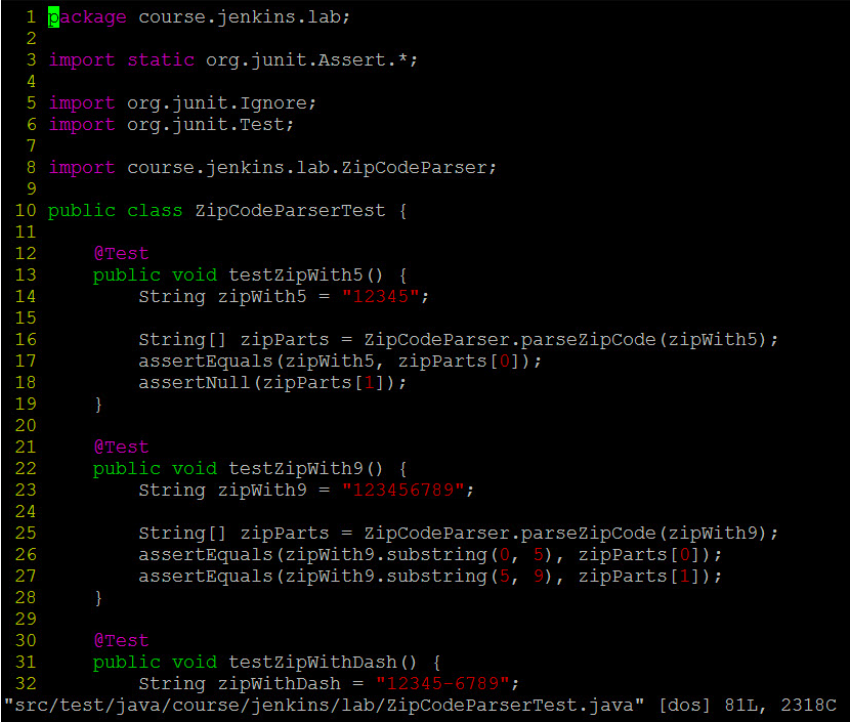 1 package course.jenkins.lab;
2
3 import static org.junit.Assert.*;
4
5 import org.junit.Ignore;
6 import org.junit.Test;
7
8 import course.jenkins.lab.ZipCodeParser;
9
10 public class ZipCodeParserTest {
11
12     @Test
13     public void testZipWith5() {
14         String zipWith5 = "12345";
15
16         String[] zipParts = ZipCodeParser.parseZipCode(zipWith5);
17         assertEquals(zipWith5, zipParts[0]);
18         assertNull(zipParts[1]);
19     }
20
21     @Test
22     public void testZipWith9() {
23         String zipWith9 = "123456789";
24
25         String[] zipParts = ZipCodeParser.parseZipCode(zipWith9);
26         assertEquals(zipWith9.substring(0, 5), zipParts[0]);
27         assertEquals(zipWith9.substring(5, 9), zipParts[1]);
28     }
29
30     @Test
31     public void testZipWithDash() {
32         String zipWithDash = "12345-6789";
"src/test/java/course/jenkins/lab/ZipCodeParserTest.java" [dos] 81L, 2318C